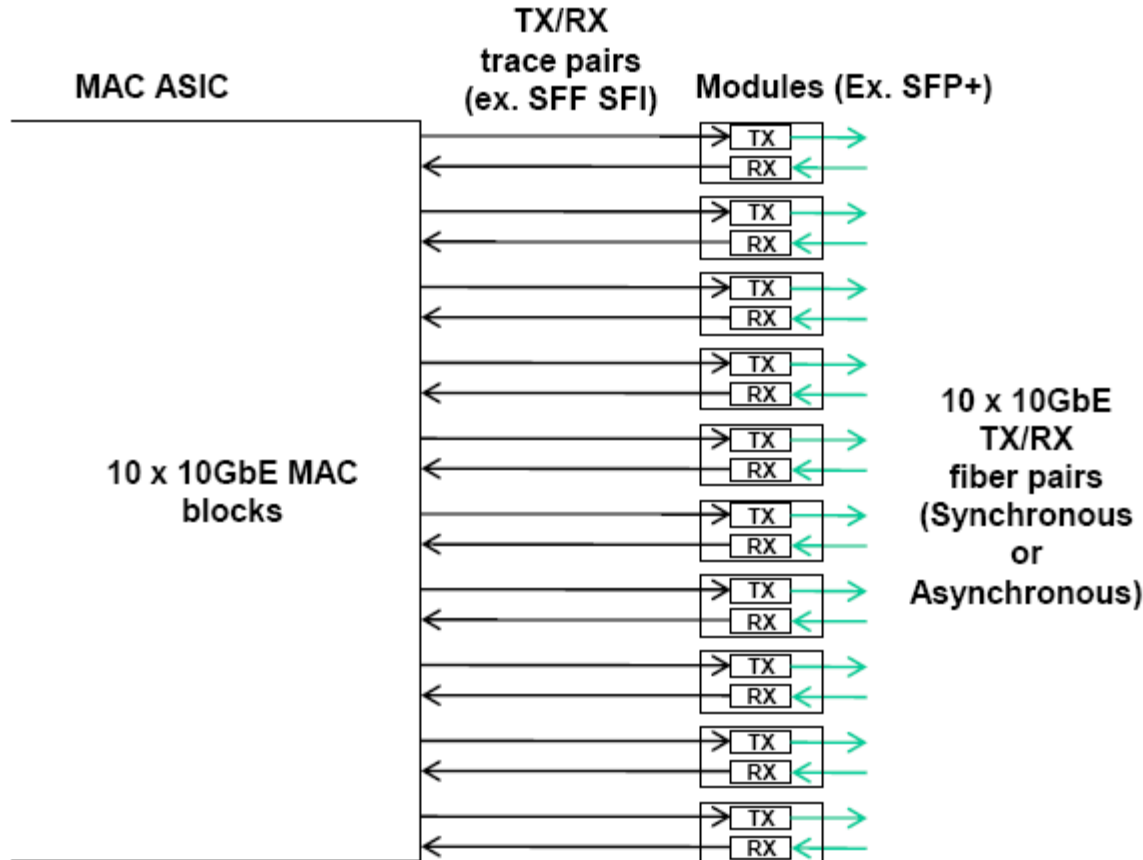 TX/RX
trace pairs
(ex. SFF SFI)
MAC ASIC
Modules (Ex. SFP+)
TX
RX
TX
RX
TX
RX
TX
RX
TX
RX
TX
RX
TX
RX
TX
RX
TX
RX
TX
RX
10 x 10GbE MAC
blocks
10 x 10GbE
TX/RX
fiber pairs
(Synchronous
or
Asynchronous)